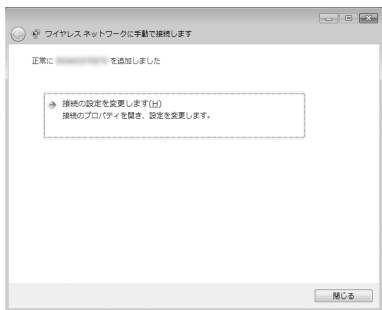 ワイヤレス ネットワークに手動で接続します
正常に を追加しました
接続の設定を変更します(H)
接続のプロパティを開き、設定を変更します。
閉じる